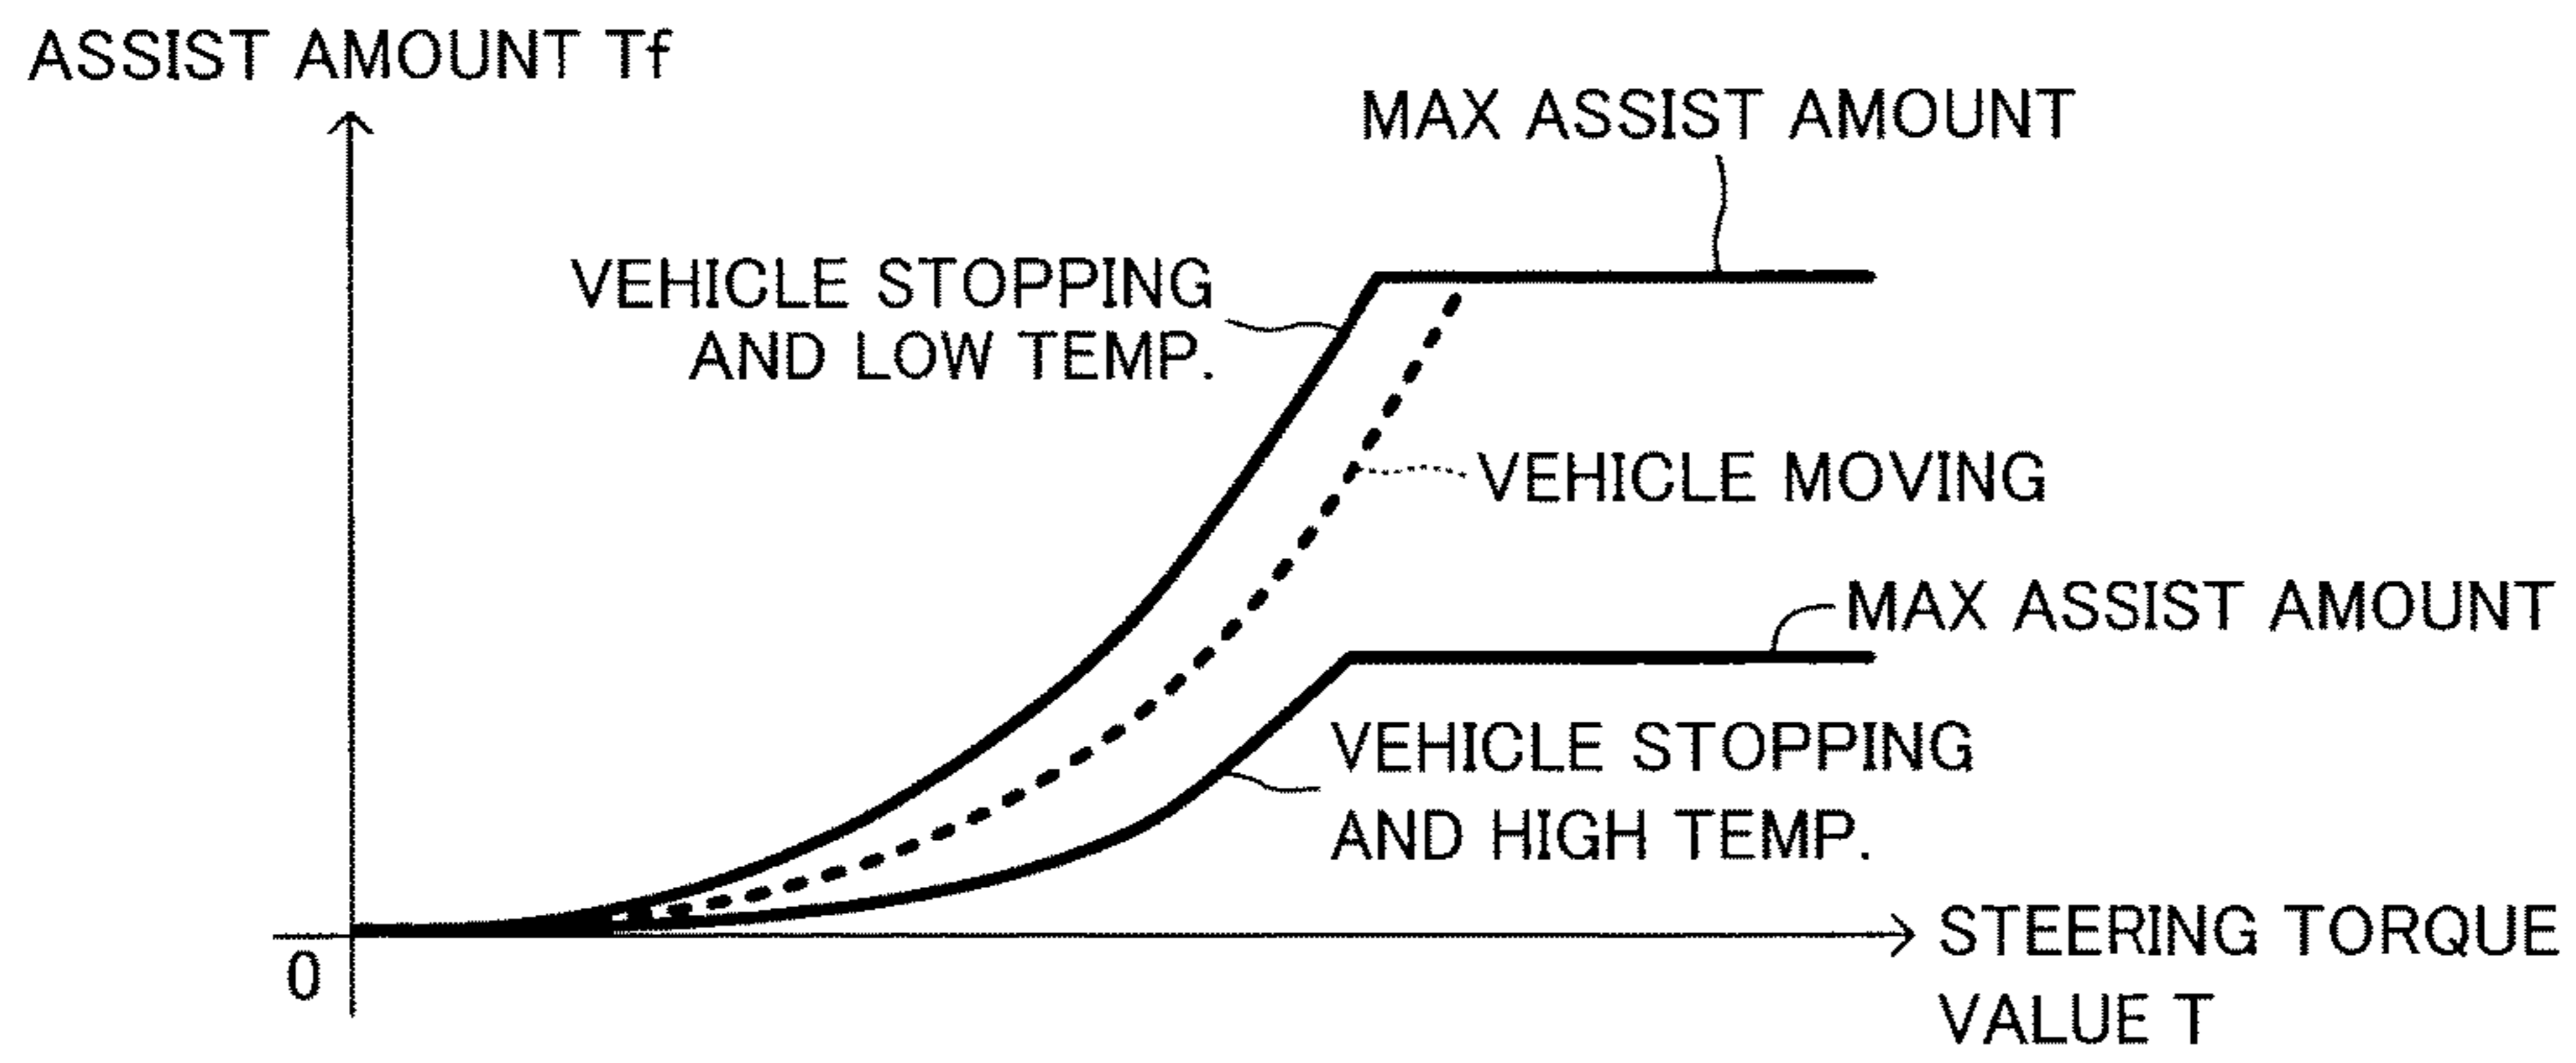 ASSIST AMOUNT Tf
MAX ASSIST AMOUNT
VEHICLE STOPPING
AND LOW TEMP.
VEHICLE MOVING
MAX ASSIST AMOUNT
VEHICLE STOPPING
AND HIGH TEMP.
0
STEERING TORQUE
VALUE T